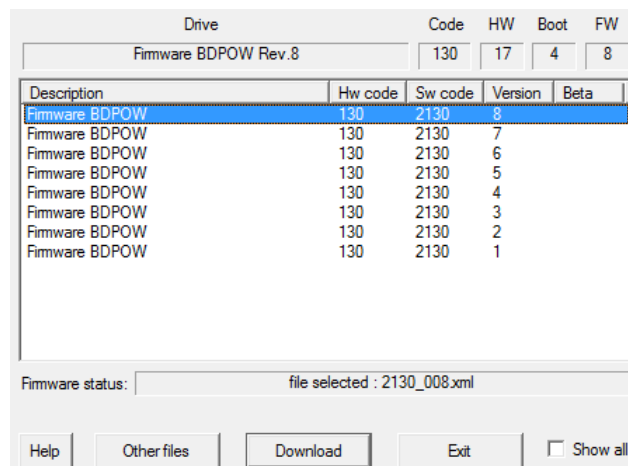 Drive Code HW Boot FW
Firmware BDPOW Rev.8 130 17 4 8
Description Hw code Sw code Version Beta
Firmware BDPOW 130 2130 8
Firmware BDPOW 130 2130 7
Firmware BDPOW 130 2130 6
Firmware BDPOW 130 2130 5
Firmware BDPOW 130 2130 4
Firmware BDPOW 130 2130 3
Firmware BDPOW 130 2130 2
Firmware BDPOW 130 2130 1
Firmware status: file selected : 2130_008.xml
Help Other files Download Exit Show all